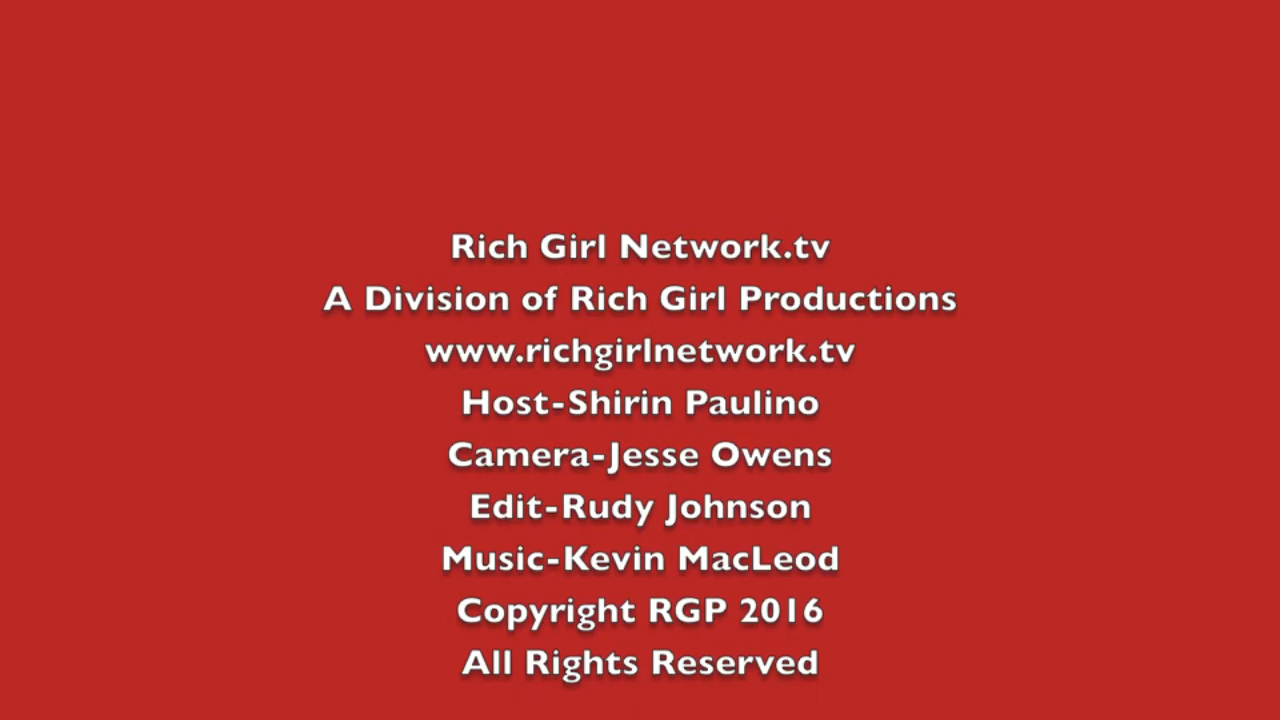 Rich Girl Network.tv
A Division of Rich Girl Productions
www.richgirlnetwork.tv
Host-Shirin Paulino
Camera-Jesse Owens
Edit-Rudy Johnson
Music-Kevin MacLeod
Copyright RGP 2016
All Rights Reserved